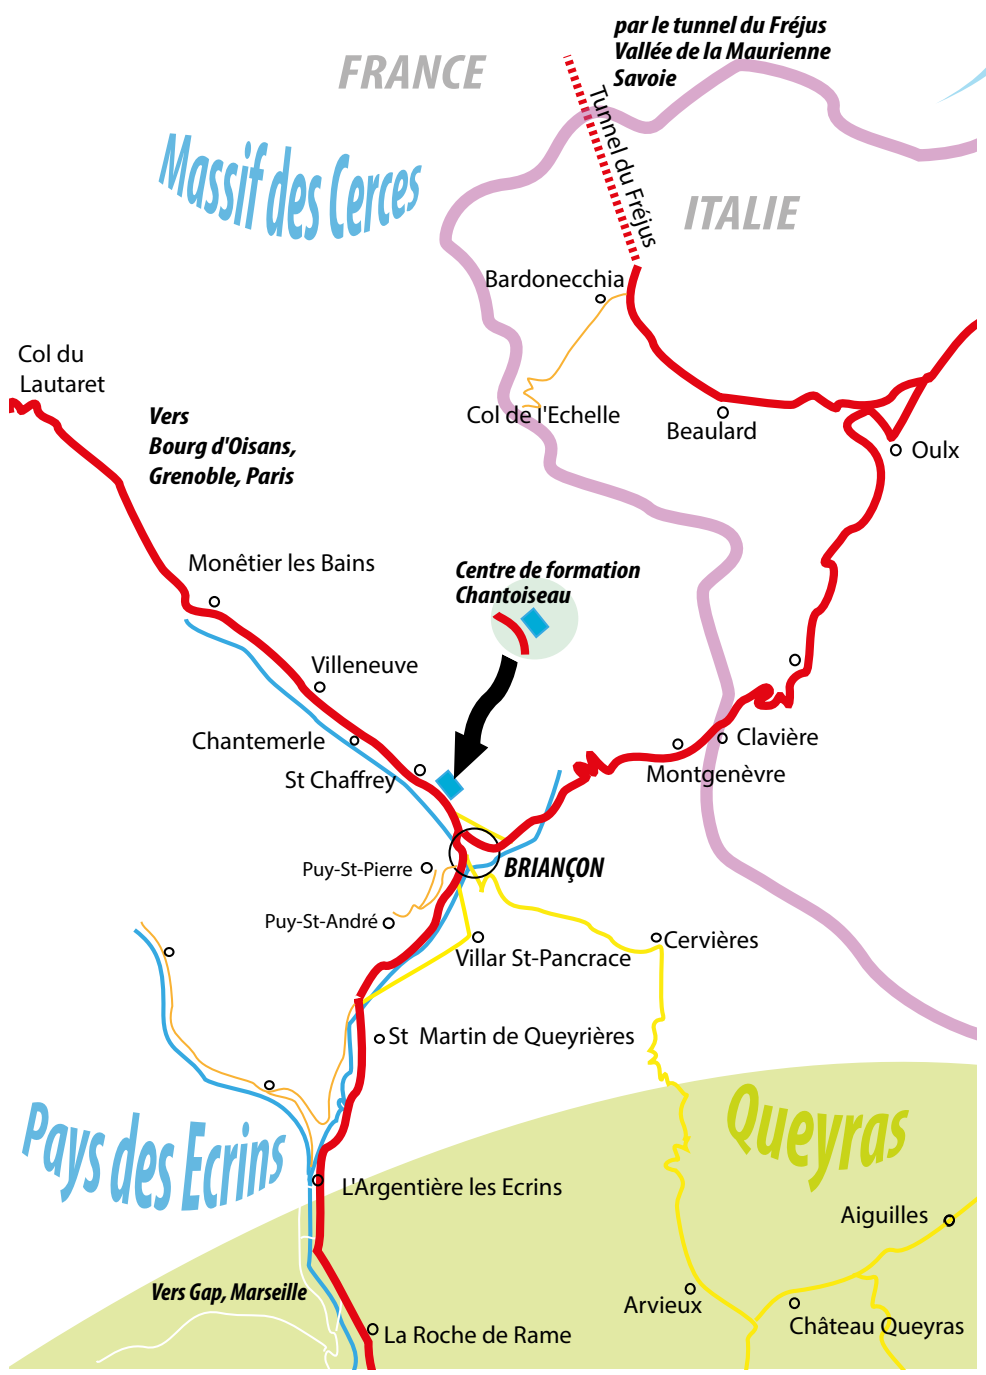 par le tunnel du Fréjus
Vallée de la Maurienne
Savoie
FRANCE
Tunnel du Fréjus
Massif des Cerces
ITALIE
Bardonecchia
Col du
Lautaret
Vers
Bourg d'Oisans,
Grenoble, Paris
Col de l'Echelle
Beaulard
Oulx
Monêtier les Bains
Centre de formation
Chantoiseau
Villeneuve
Chantemerle
St Chaffrey
Clavière
Montgenèvre
Puy-St-Pierre
BRIANÇON
Puy-St-André
Villar St-Pancrace
Cervières
St Martin de Queyrières
Pays des Ecrins
Queyras
L'Argentière les Ecrins
Aiguilles
Vers Gap, Marseille
Arvieux
Château Queyras
La Roche de Rame